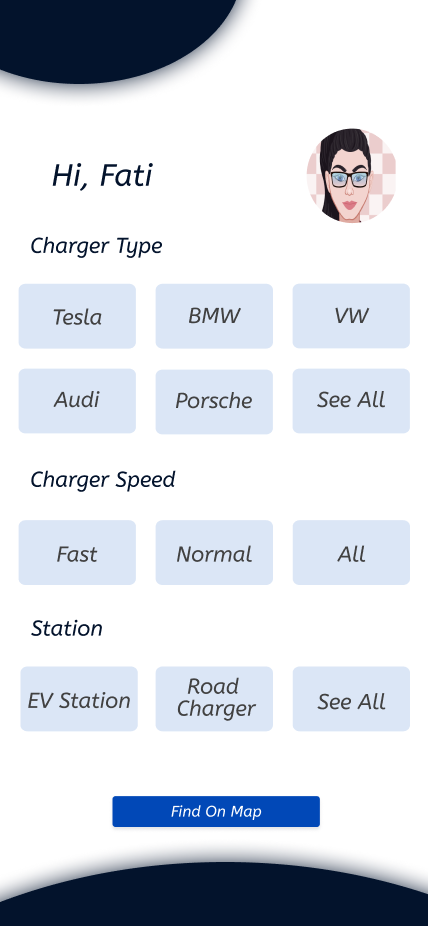 Hi, Fati
Charger Type
Tesla
BMW
VW
Audi
Porsche
See All
Charger Speed
Fast
Normal
All
Station
EV Station
Road
Charger
See All
Find On Map